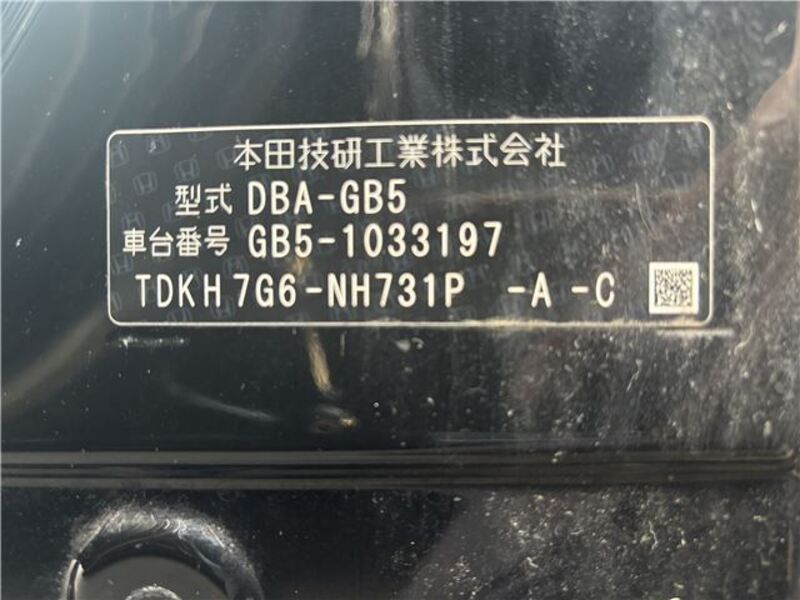 本田技研工業株式会社
型式 DBA-GB5
車台番号 GB5-1033197
TDKH7G6-NH731P -A-C